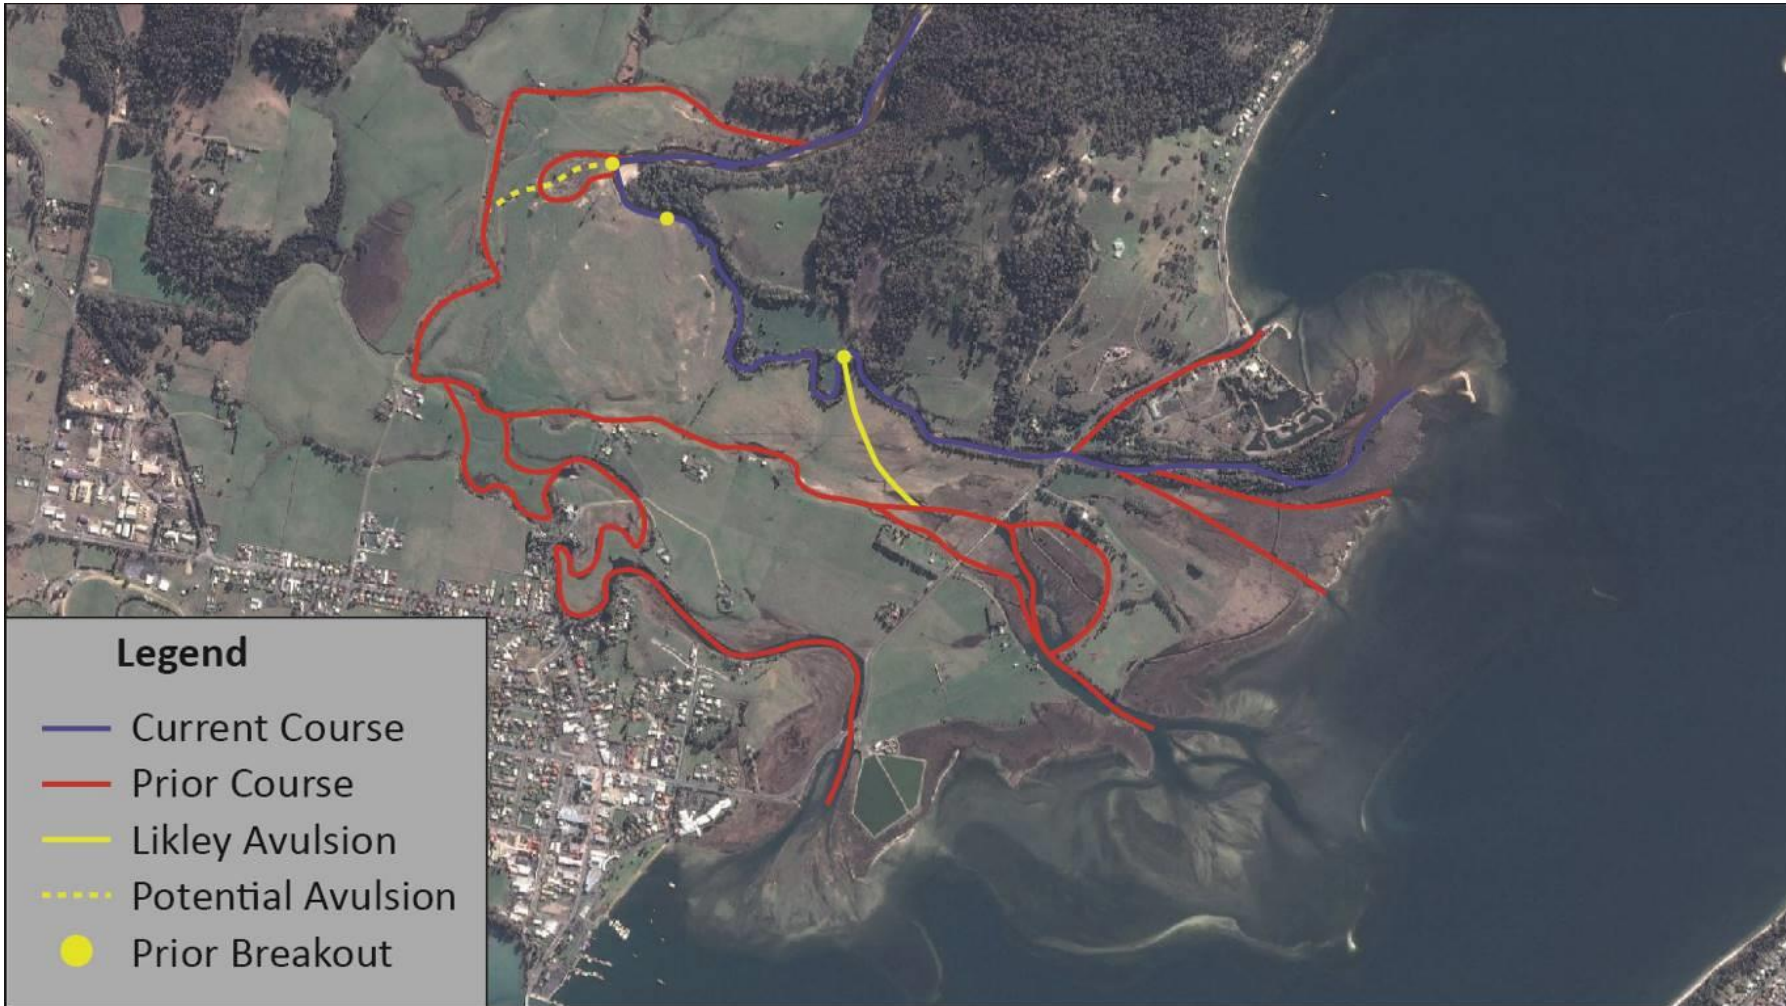 Legend
Current Course
Prior Course
Likley Avulsion
Potential Avulsion
Prior Breakout